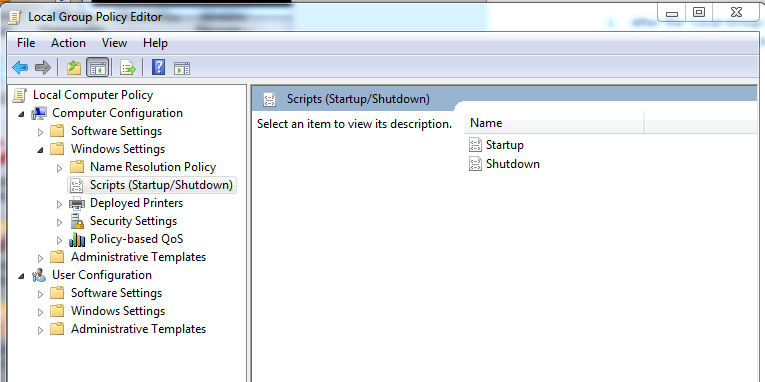 Local Group Policy Editor
File Action View Help
Local Computer Policy
Computer Configuration
Software Settings
Windows Settings
Name Resolution Policy
Scripts (Startup/Shutdown)
Deployed Printers
Security Settings
Policy-based QoS
Administrative Templates
User Configuration
Software Settings
Windows Settings
Administrative Templates
Scripts (Startup/Shutdown)
Select an item to view its description.
Name
Startup
Shutdown